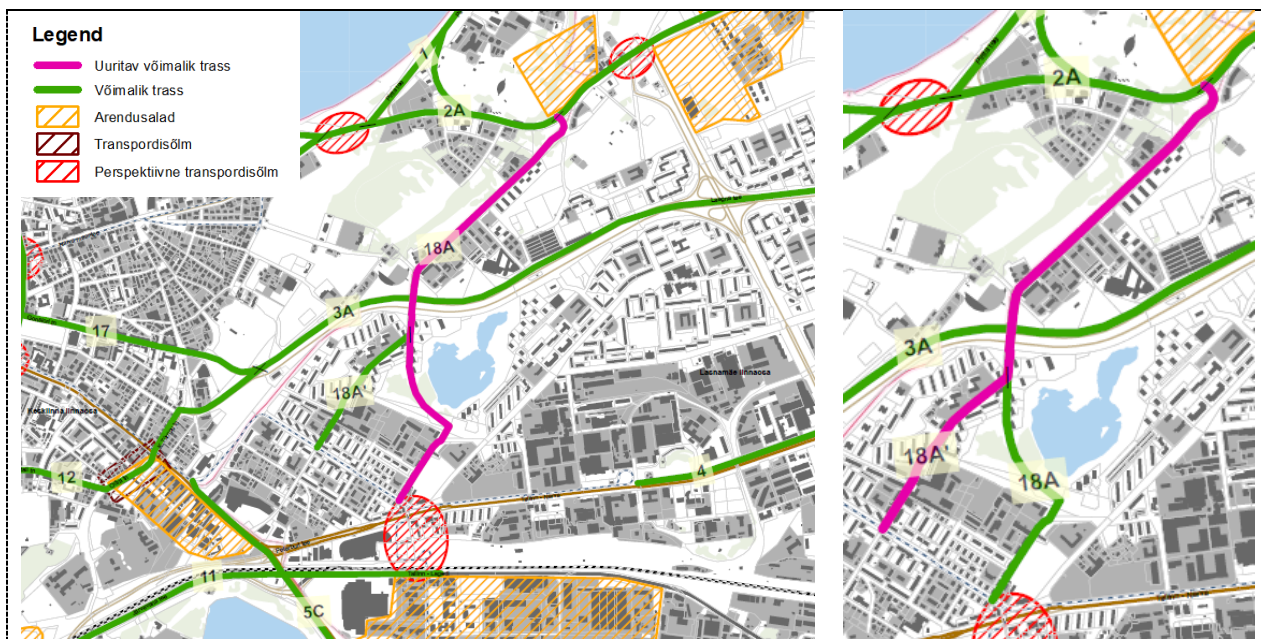 Legend
Uuritav võimalik trass
Võimalik trass
Arendusalad
Transpordisõlm
Perspektiivne transpordisõlm
1
2A
18A
3A
17
18A'
Lasnamäe linnaosa
Kesklinna linnaosa
12
4
11
5C
2A
3A
18A'
18A